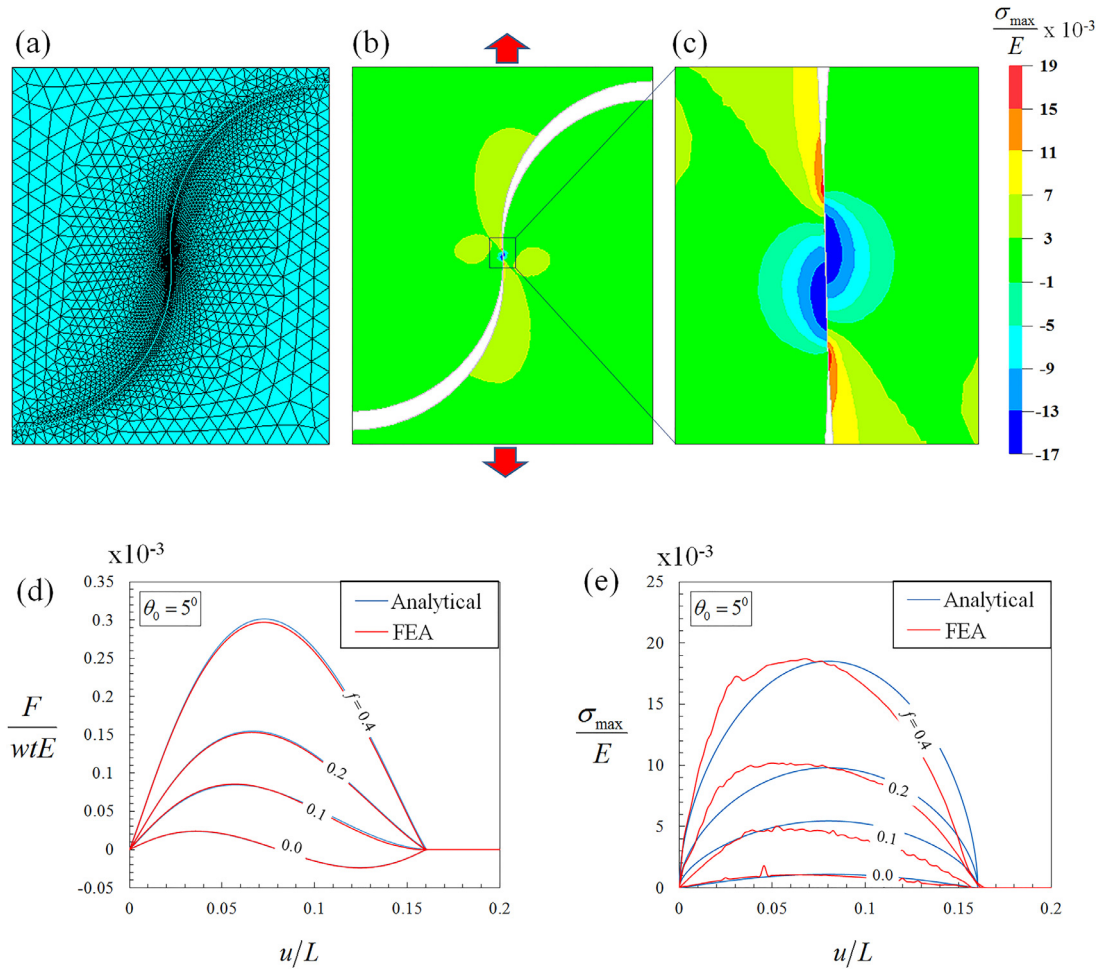 (a)
(b)
(c)
σmax/E x 10-3
19
15
11
7
3
-1
-5
-9
-13
-17
(d)
x10-3
0.35
0.3
0.25
0.2
0.15
0.1
0.05
0
-0.05
F/wtE
θ0 = 50
Analytical
FEA
f = 0.4
0.2
0.1
0.0
0
0.05
0.1
0.15
0.2
u/L
(e)
x10-3
25
20
15
10
5
0
σmax/E
θ0 = 50
Analytical
FEA
f = 0.4
0.2
0.1
0.0
0
0.05
0.1
0.15
0.2
u/L